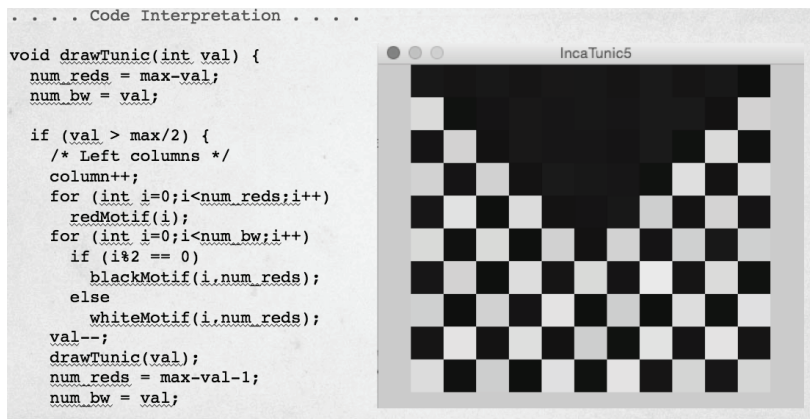 . . . . Code Interpretation . . . .
void drawTunic(int val) {
num_reds = max-val;
num_bw = val;
if (val > max/2) {
/* Left columns */
column++;
for (int i=0;i<num_reds;i++)
redMotif(i);
for (int i=0;i<num_bw;i++)
if (i%2 == 0)
blackMotif(i,num_reds);
else
whiteMotif(i,num_reds);
val--;
drawTunic(val);
num_reds = max-val-1;
num_bw = val;
IncaTunic5